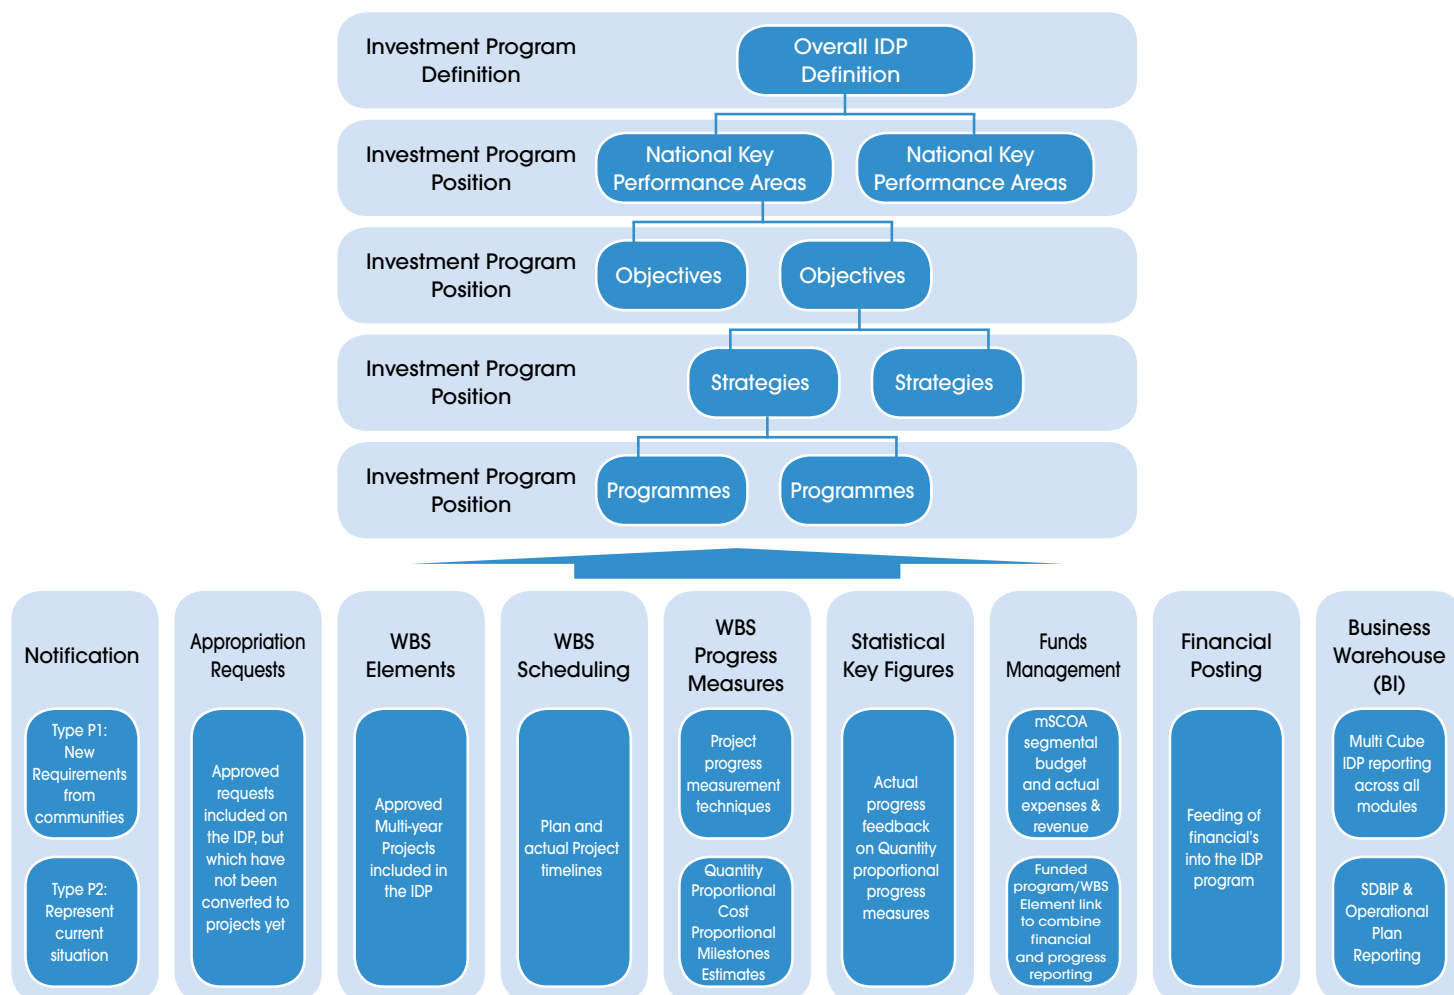 Investment Program
Definition
Overall IDP
Definition
Investment Program
Position
National Key
Performance Areas
National Key
Performance Areas
Investment Program
Position
Objectives
Objectives
Investment Program
Position
Strategies
Strategies
Investment Program
Position
Programmes
Programmes
Notification
Type P1:
New
Requirements
from
communities
Type P2:
Represent
current
situation
Appropriation
Requests
Approved
requests
included on
the IDP, but
which have
not been
converted to
projects yet
WBS
Elements
Approved
Multi-year
Projects
included in
the IDP
WBS
Scheduling
Plan and
actual Project
timelines
WBS
Progress
Measures
Project
progress
measurement
techniques
Quantity
Proportional
Cost
Proportional
Milestones
Estimates
Statistical
Key Figures
Actual
progress
feedback
on Quantity
proportional
progress
measures
Funds
Management
mSCOA
segmental
budget
and actual
expenses &
revenue
Funded
program/WBS
Element link
to combine
financial
and progress
reporting
Financial
Posting
Feeding of
financial's
into the IDP
program
Business
Warehouse
(BI)
Multi Cube
IDP reporting
across all
modules
SDBIP &
Operational
Plan
Reporting